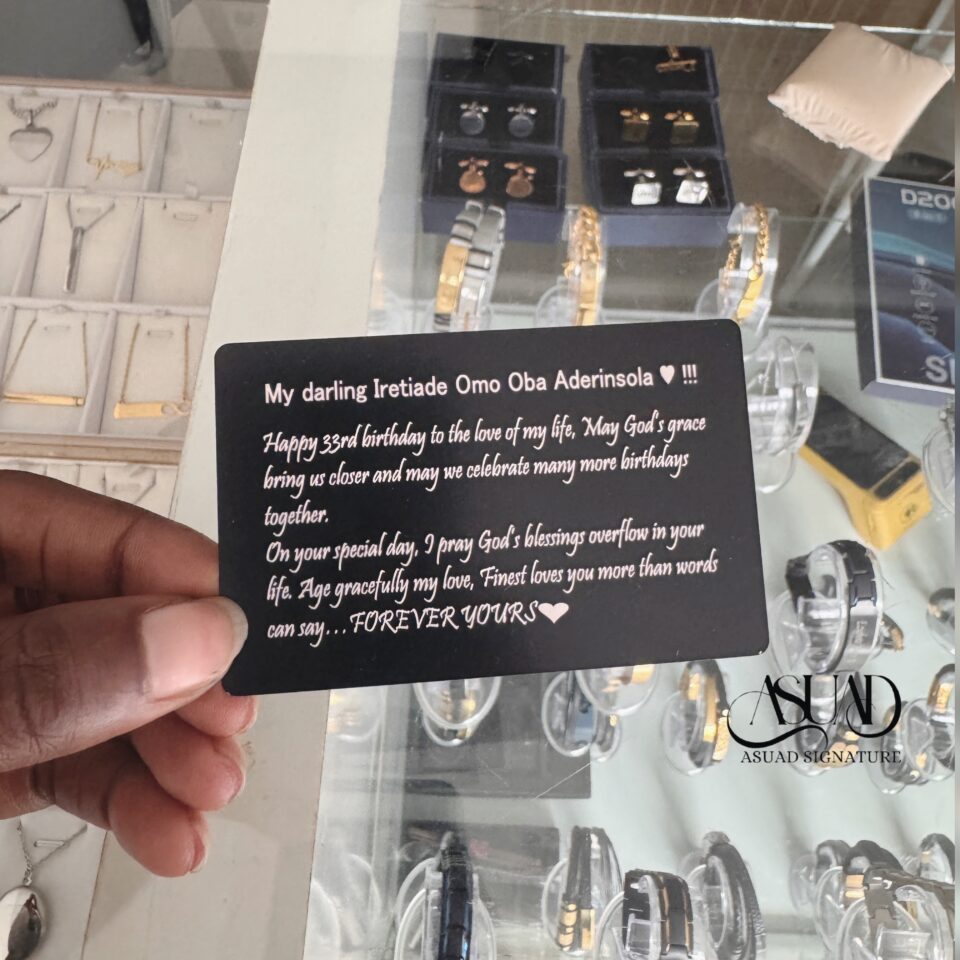 My darling Iretiade Omo Oba Aderinsola ♥ !!!
Happy 33rd birthday to the love of my life, May God's grace
bring us closer and may we celebrate many more birthdays
together.
On your special day, I pray God's blessings overflow in your
life. Age gracefully my love, Finest loves you more than words
can say... FOREVER YOURS♥
D20
ASUAD
ASUAD SIGNATURE